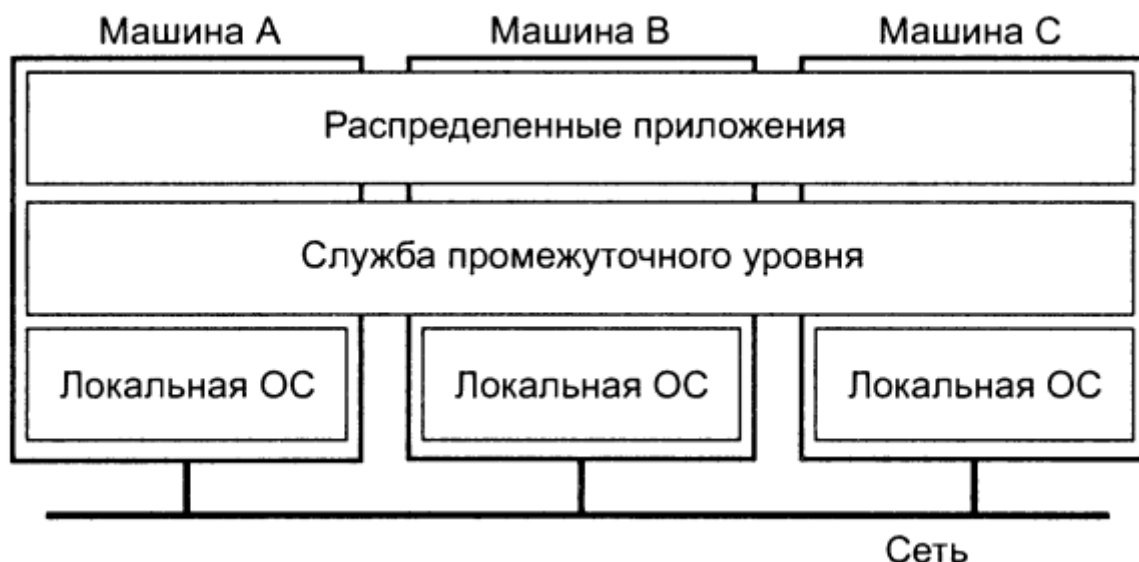 Машина А
Машина В
Машина С
Распределенные приложения
Служба промежуточного уровня
Локальная ОС
Локальная ОС
Локальная ОС
Сеть